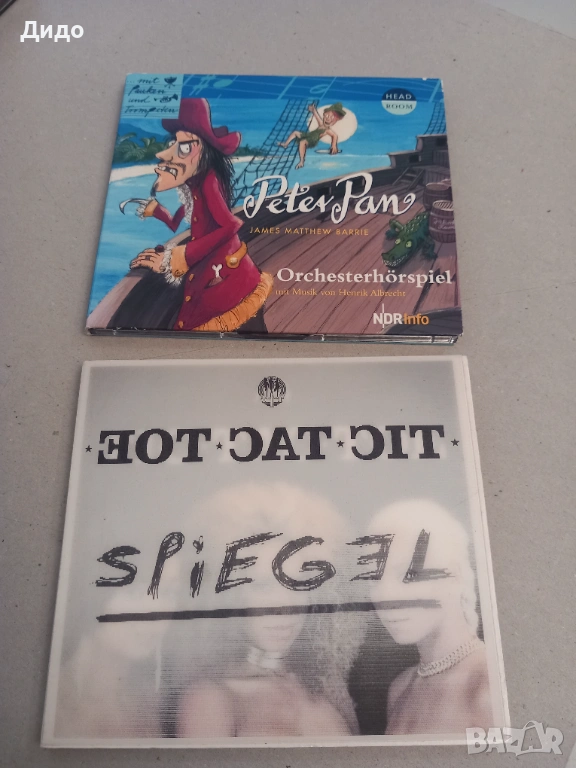 Дидо
mit
Pauken
und
Trompeten
HEAD
ROOM
Peter Pan
JAMES MATTHEW BARRIE
Orchesterhörspiel
mit Musik von Henrik Albrecht
NDR info
TIC TAC TOE
SPIEGEL
BAZAR